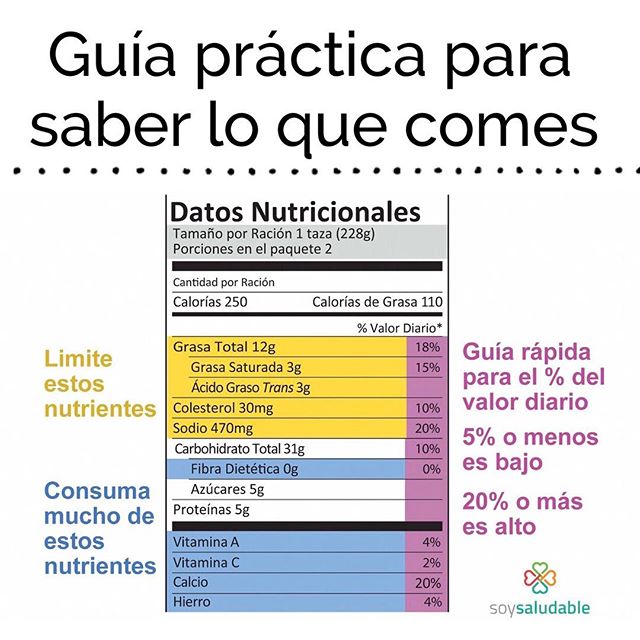 Guía práctica para
saber lo que comes
Datos Nutricionales
Tamaño por Ración 1 taza (228g)
Porciones en el paquete 2
Cantidad por Ración
Calorías 250 Calorías de Grasa 110
% Valor Diario*
Grasa Total 12g 18%
Grasa Saturada 3g 15%
Ácido Graso Trans 3g
Colesterol 30mg 10%
Sodio 470mg 20%
Carbohidrato Total 31g 10%
Fibra Dietética 0g 0%
Azúcares 5g
Proteínas 5g
Vitamina A 4%
Vitamina C 2%
Calcio 20%
Hierro 4%
Limite
estos
nutrientes
Consuma
mucho de
estos
nutrientes
Guía rápida
para el % del
valor diario
5% o menos
es bajo
20% o más
es alto
soysaludable